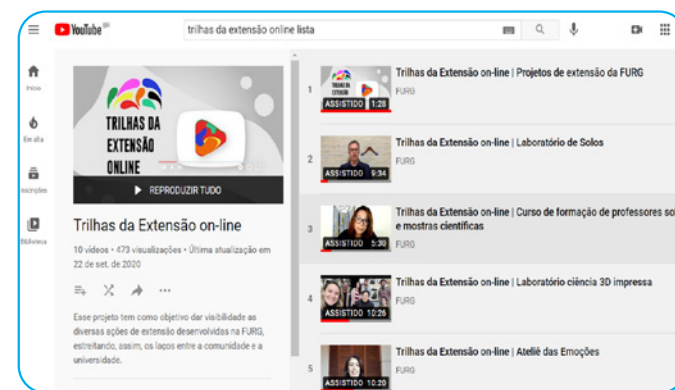 YouTube BR
trilhas da extensão online lista
Início
Em alta
Inscrições
Biblioteca
TRILHAS DA
EXTENSÃO
ONLINE
REPRODUZIR TUDO
Trilhas da Extensão on-line
10 vídeos • 473 visualizações • Última atualização em
22 de set. de 2020
Esse projeto tem como objetivo dar visibilidade as
diversas ações de extensão desenvolvidas na FURG,
estreitando, assim, os laços entre a comunidade e a
universidade.
1
TRILHAS DA
ASSISTIDO 1:28
Trilhas da Extensão on-line | Projetos de extensão da FURG
FURG
2
ASSISTIDO 9:34
Trilhas da Extensão on-line | Laboratório de Solos
FURG
3
ASSISTIDO 5:30
Trilhas da Extensão on-line | Curso de formação de professores so
e mostras científicas
FURG
4
ASSISTIDO 10:26
Trilhas da Extensão on-line | Laboratório ciência 3D impressa
FURG
5
ASSISTIDO 10:20
Trilhas da Extensão on-line | Ateliê das Emoções
FURG